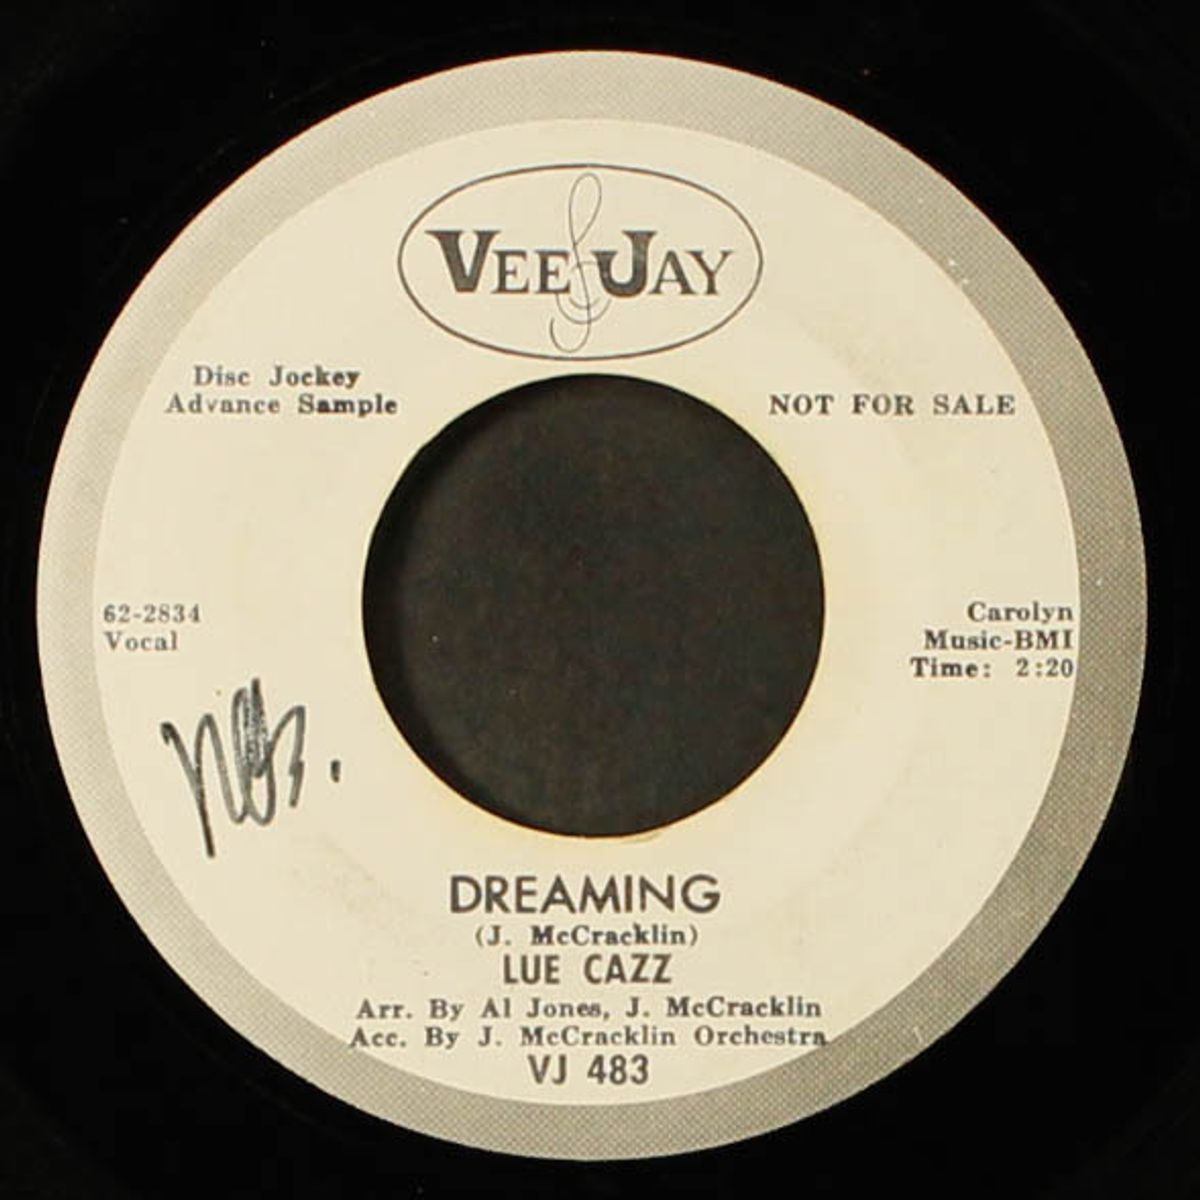 VEE JAY
Disc Jockey
Advance Sample
NOT FOR SALE
62-2834
Vocal
Carolyn
Music-BMI
Time: 2:20
DREAMING
(J. McCracklin)
LUE CAZZ
Arr. By Al Jones, J. McCracklin
Acc. By J. McCracklin Orchestra
VJ 483